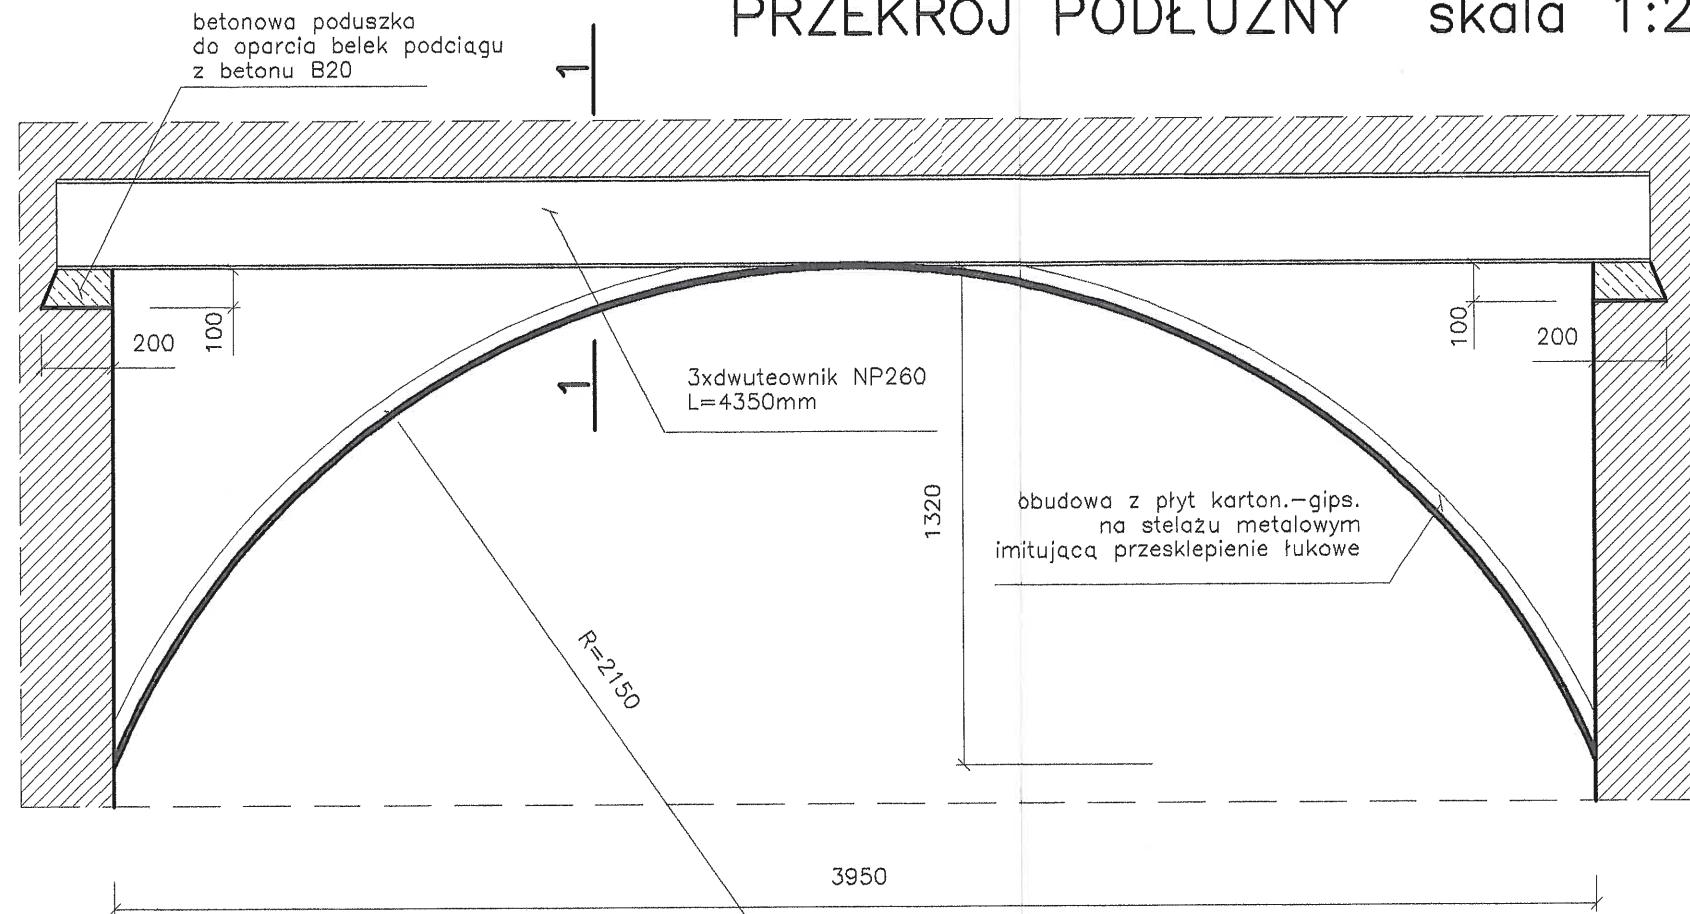 PRZEKRÓJ PODŁUŻNY skala 1:2
betonowa poduszka
do oparcia belek podciągu
z betonu B20
1
200
100
100
200
1
3xdwuteownik NP260
L=4350mm
1320
obudowa z płyt karton.-gips.
na stelażu metalowym
imitującą przesklepienie łukowe
R=2150
3950